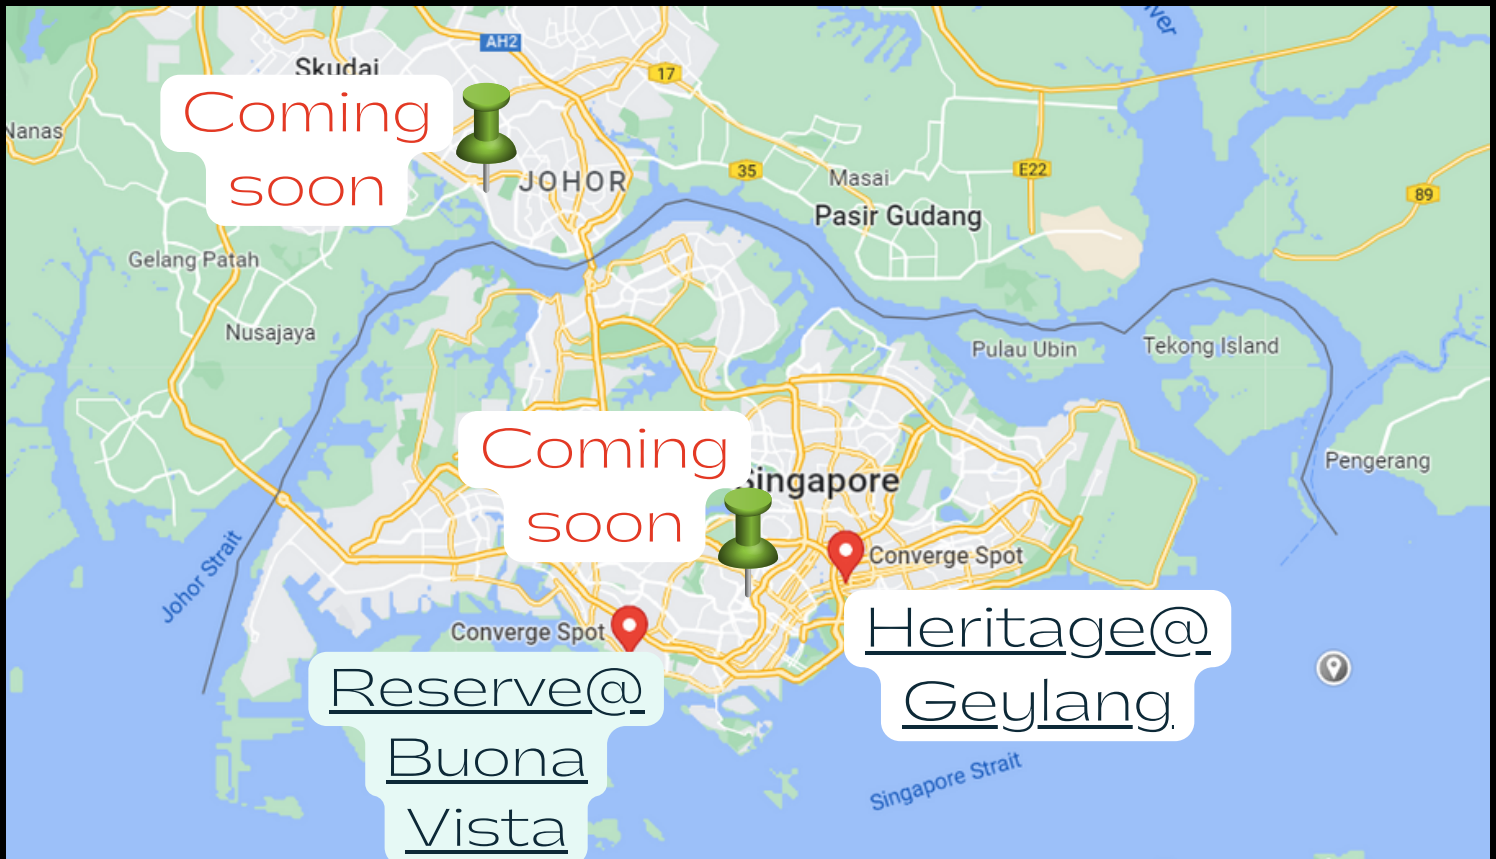 AH2
Skudai
17
Coming
soon
Nanas
JOHOR
35
Masai
E22
89
Pasir Gudang
Gelang Patah
Nusajaya
Pulau Ubin
Tekong Island
Coming
soon
Singapore
Pengerang
Johor Strait
Converge Spot
Heritage@
Geylang
Converge Spot
Reserve@
Buona
Vista
Singapore Strait